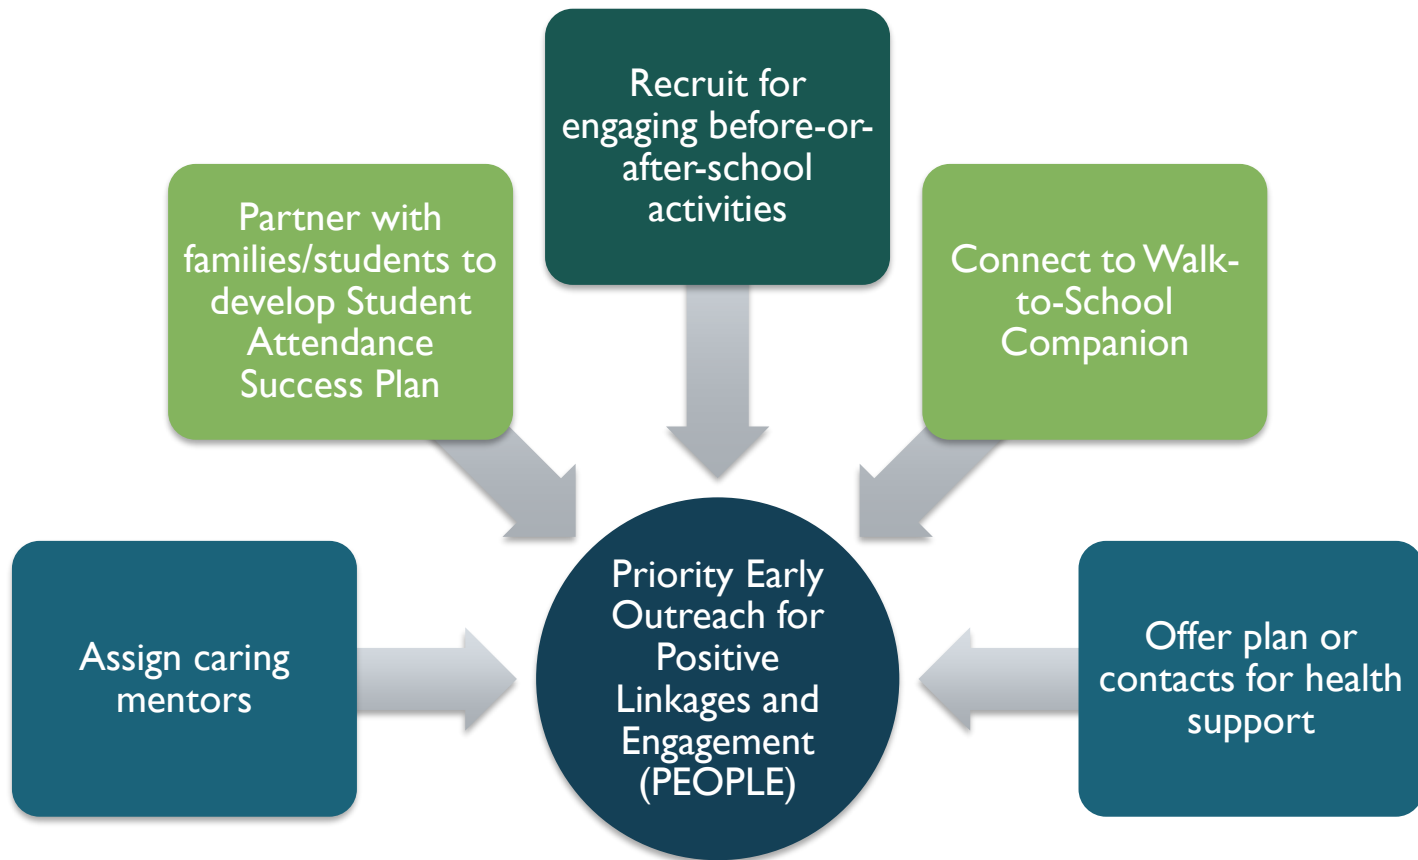 Recruit for
engaging before-or-
after-school
activities
Partner with
families/students to
develop Student
Attendance
Success Plan
Connect to Walk-
to-School
Companion
Assign caring
mentors
Priority Early
Outreach for
Positive
Linkages and
Engagement
(PEOPLE)
Offer plan or
contacts for health
support